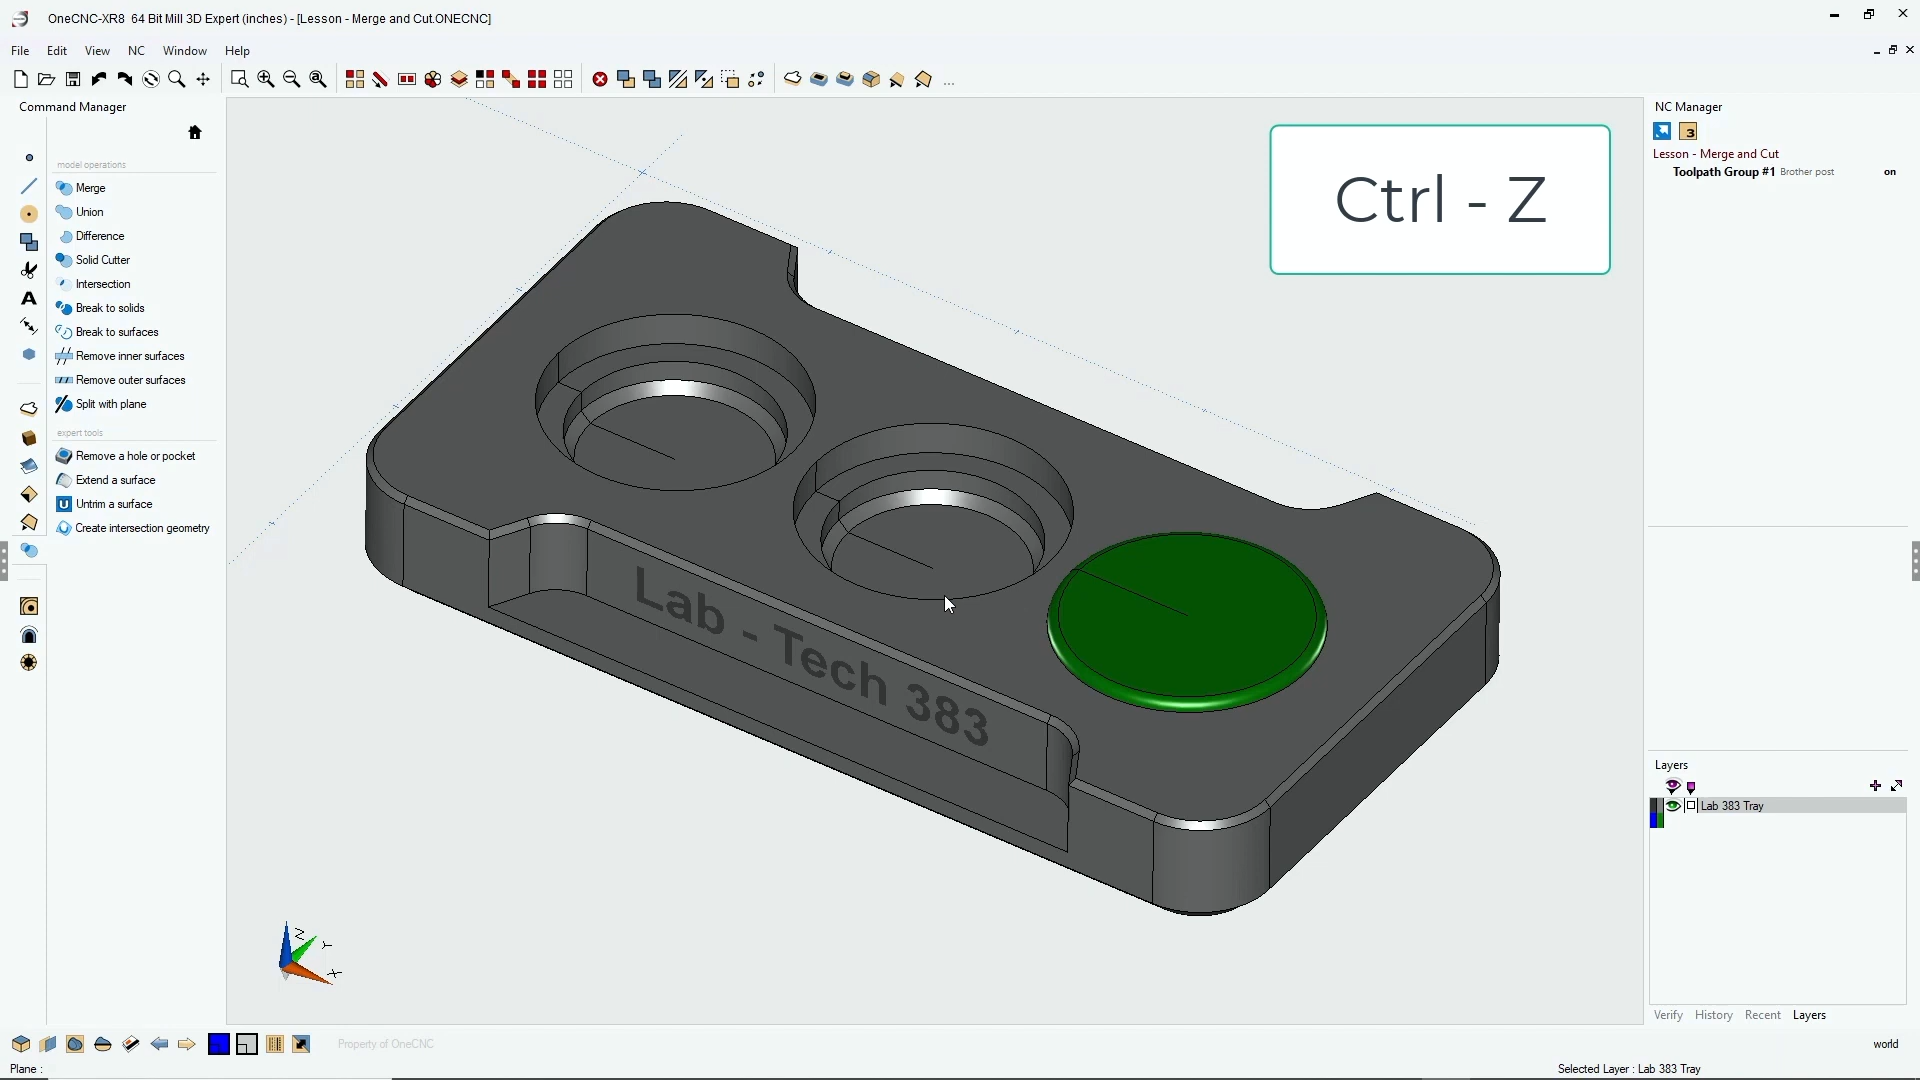 OneCNC-XR8 64 Bit Mill 3D Expert (inches) - [Lesson - Merge and Cut.ONECNC]
File Edit View NC Window Help
Command Manager
model operations
Merge
Union
Difference
Solid Cutter
Intersection
Break to solids
Break to surfaces
Remove inner surfaces
Remove outer surfaces
Split with plane
expert tools
Remove a hole or pocket
Extend a surface
Untrim a surface
Create intersection geometry
Ctrl - Z
Lab - Tech 383
Z
Y
X
NC Manager
Lesson - Merge and Cut
Toolpath Group #1 Brother post on
Layers
Lab 383 Tray
Verify History Recent Layers
Property of OneCNC
world
Plane :
Selected Layer : Lab 383 Tray